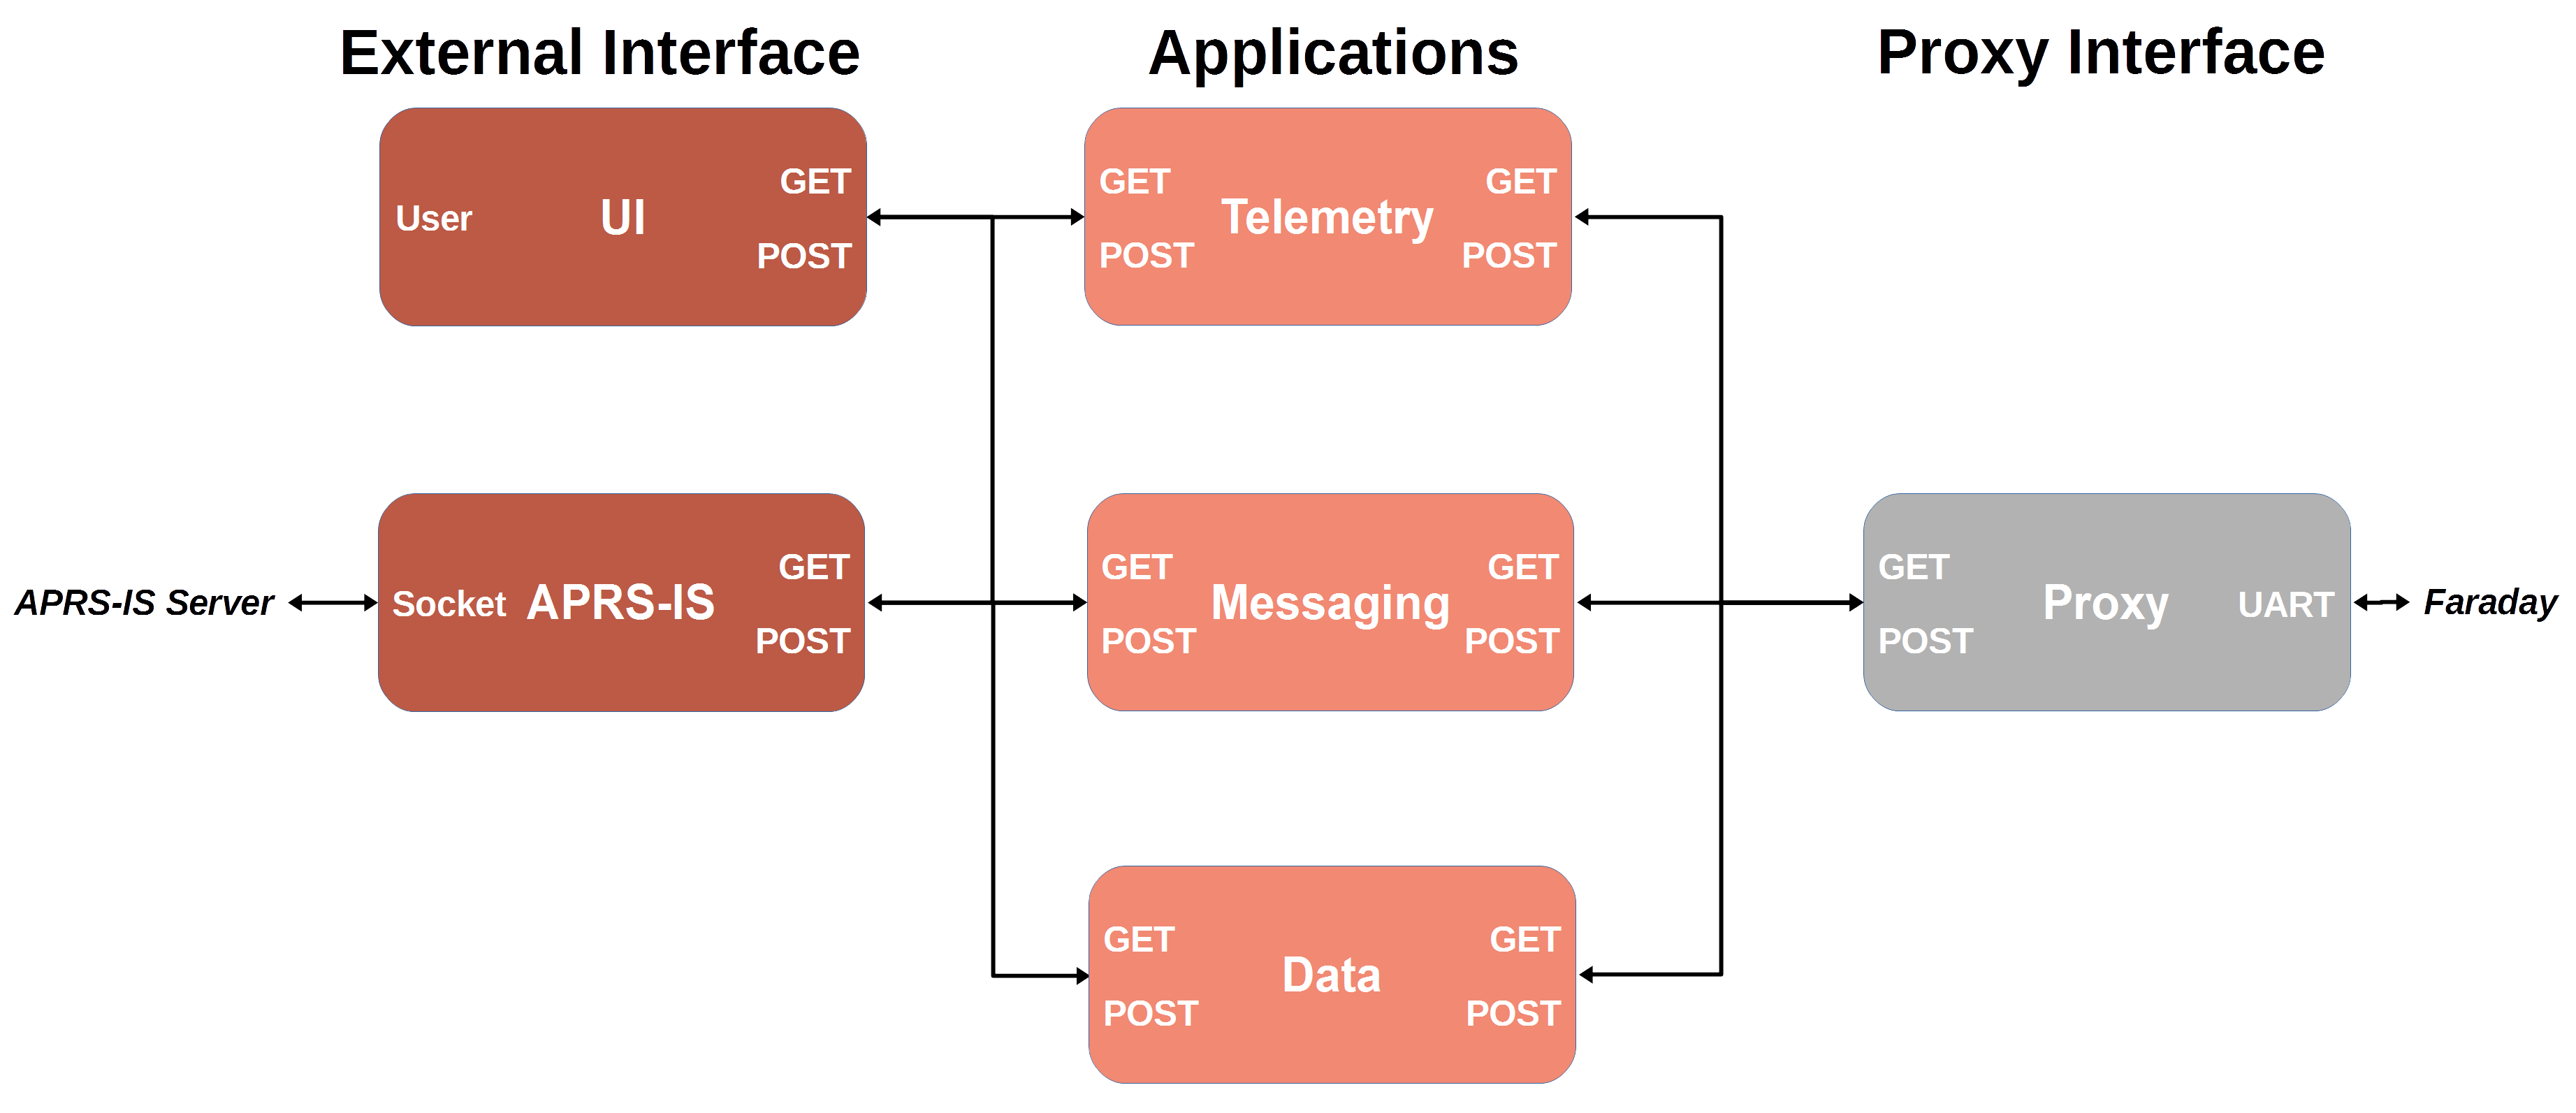 External Interface
Applications
Proxy Interface
User
UI
GET
POST
GET
POST
Telemetry
GET
POST
APRS-IS Server
Socket
APRS-IS
GET
POST
GET
POST
Messaging
GET
POST
GET
POST
Proxy
UART
Faraday
GET
POST
Data
GET
POST